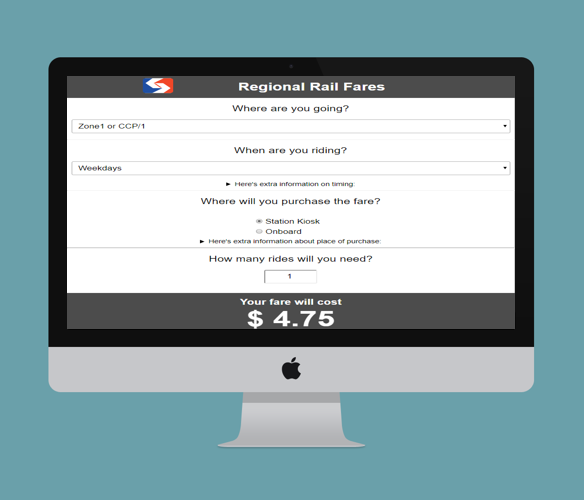 Regional Rail Fares
Where are you going?
Zone1 or CCP/1
When are you riding?
Weekdays
► Here's extra information on timing:
Where will you purchase the fare?
Station Kiosk
Onboard
► Here's extra information about place of purchase:
How many rides will you need?
1
Your fare will cost
$ 4.75